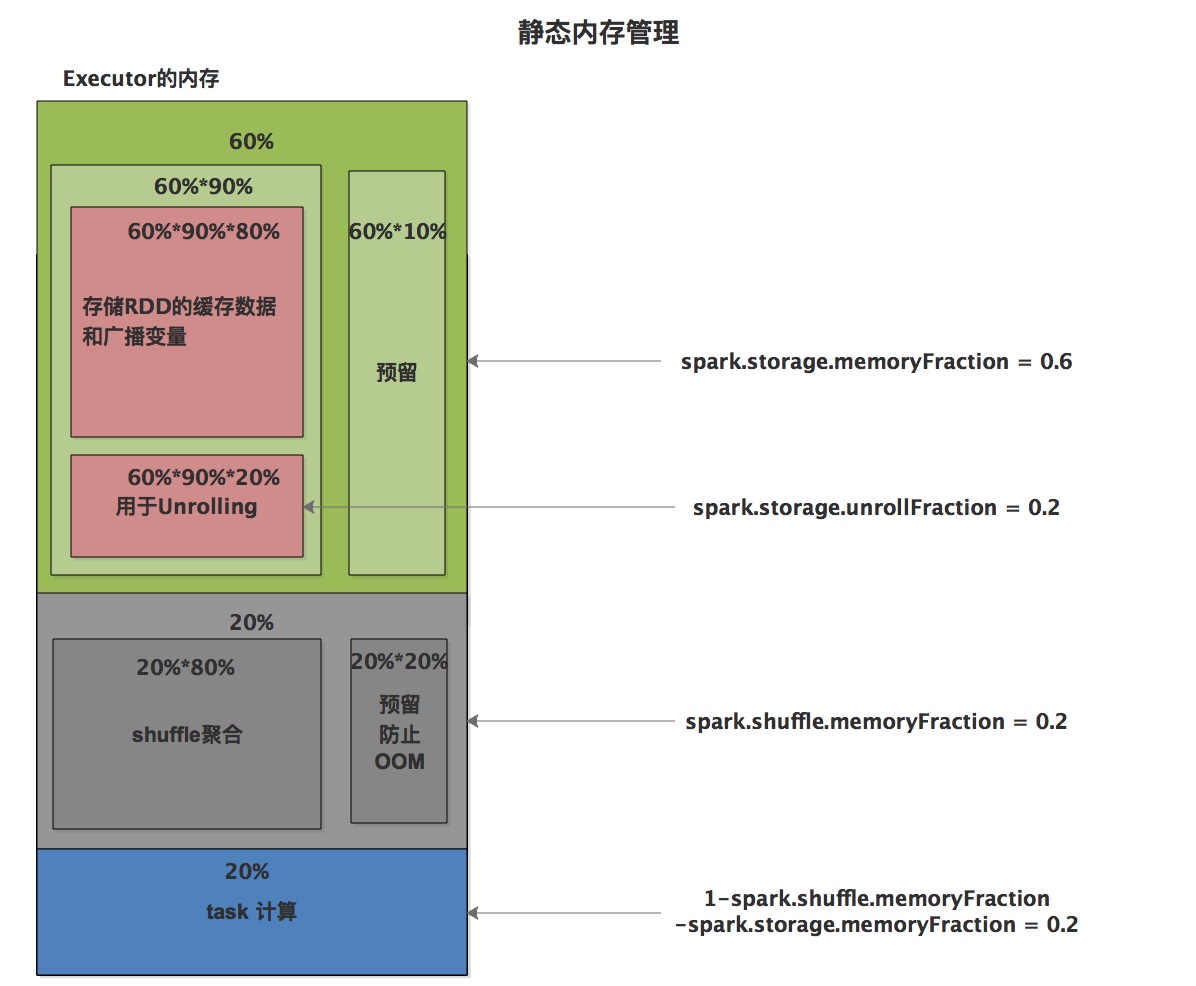 静态内存管理
Executor的内存
60%
60%*90%
60%*90%*80%
存储RDD的缓存数据
和广播变量
60%*10%
预留
spark.storage.memoryFraction = 0.6
60%*90%*20%
用于Unrolling
spark.storage.unrollFraction = 0.2
20%
20%*80%
shuffle聚合
20%*20%
预留
防止
OOM
spark.shuffle.memoryFraction = 0.2
20%
task 计算
1-spark.shuffle.memoryFraction
-spark.storage.memoryFraction = 0.2